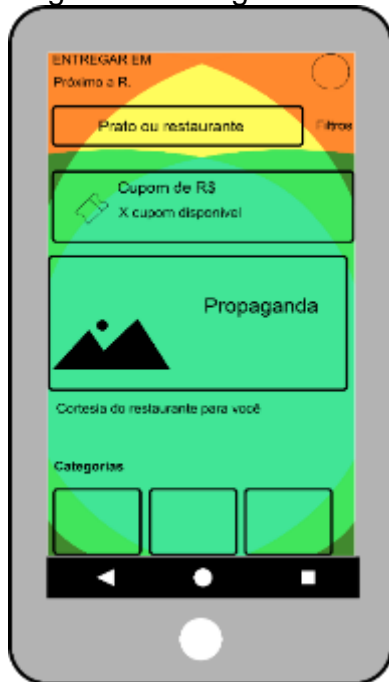 ENTREGAR EM
Próximo a R.
Prato ou restaurante
Filtros
Cupom de R$
X cupom disponível
Propaganda
Cortesia do restaurante para você
Categorias